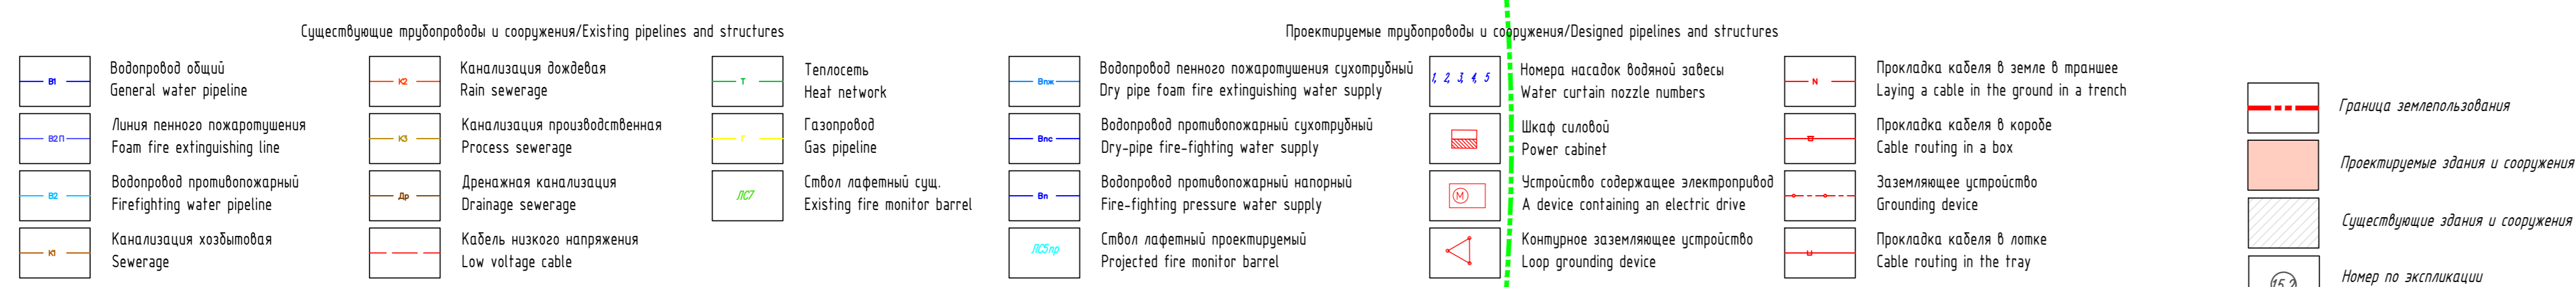 Существующие трубопроводы и сооружения/Existing pipelines and structures
В1
Водопровод общий
General water pipeline
В2П
Линия пенного пожаротушения
Foam fire extinguishing line
В2
Водопровод противопожарный
Firefighting water pipeline
К1
Канализация хозбытовая
Sewerage
К2
Канализация дождевая
Rain sewerage
К3
Канализация производственная
Process sewerage
Др
Дренажная канализация
Drainage sewerage
Кабель низкого напряжения
Low voltage cable
Т
Теплосеть
Heat network
Г
Газопровод
Gas pipeline
ЛС7
Ствол лафетный сущ.
Existing fire monitor barrel
Проектируемые трубопроводы и сооружения/Designed pipelines and structures
Впж
Водопровод пенного пожаротушения сухотрубный
Dry pipe foam fire extinguishing water supply
Впс
Водопровод противопожарный сухотрубный
Dry-pipe fire-fighting water supply
Вп
Водопровод противопожарный напорный
Fire-fighting pressure water supply
ЛС5пр
Ствол лафетный проектируемый
Projected fire monitor barrel
1, 2, 3, 4, 5
Номера насадок водяной завесы
Water curtain nozzle numbers
Шкаф силовой
Power cabinet
М
Устройство содержащее электропривод
A device containing an electric drive
Контурное заземляющее устройство
Loop grounding device
N
Прокладка кабеля в земле в траншее
Laying a cable in the ground in a trench
Прокладка кабеля в коробе
Cable routing in a box
Заземляющее устройство
Grounding device
Прокладка кабеля в лотке
Cable routing in the tray
Граница землепользования
Проектируемые здания и сооружения
Существующие здания и сооружения
15.2
Номер по экспликации